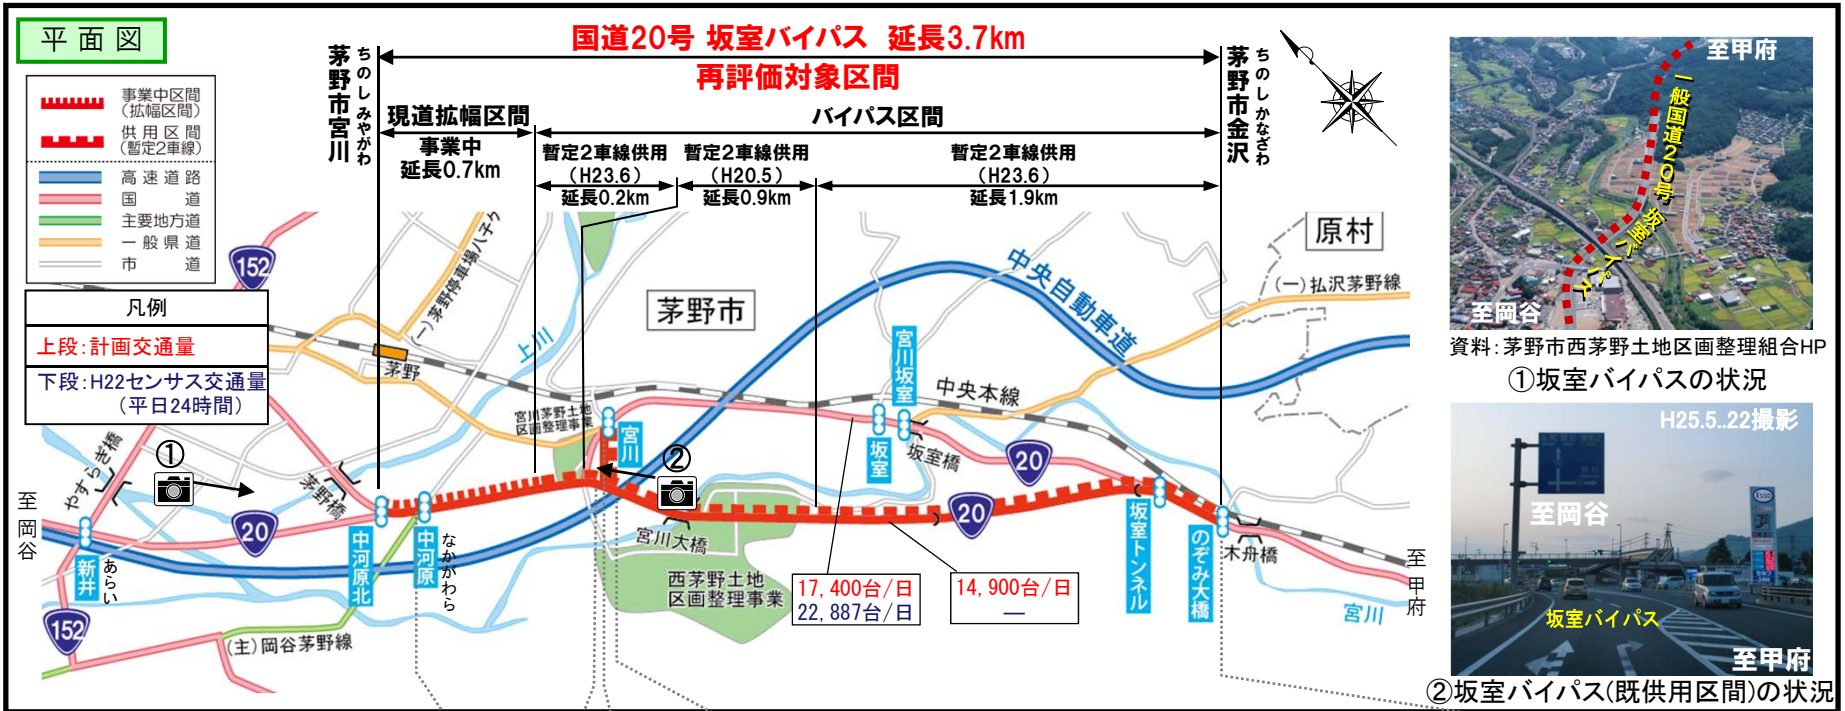 平面図
国道20号 坂室バイパス 延長3.7km
再評価対象区間
茅野市宮川
ちのしみやがわ
茅野市金沢
ちのしかなざわ
現道拡幅区間
バイパス区間
事業中
延長0.7km
暫定2車線供用
(H23.6)
延長0.2km
暫定2車線供用
(H20.5)
延長0.9km
暫定2車線供用
(H23.6)
延長1.9km
事業中区間
(拡幅区間)
供用区間
(暫定2車線)
高速道路
国道
主要地方道
一般県道
市道
凡例
上段:計画交通量
下段:H22センサス交通量
(平日24時間)
152
(一)茅野停車場八子ケ
上川
茅野市
原村
中央自動車道
(一)払沢茅野線
茅野
中央本線
宮川茅野土地
区画整理事業
宮川
宮川坂室
坂室
坂室橋
20
やすらぎ橋
①
茅野橋
②
至岡谷
20
新井
あらい
中河原北
中河原
なかがわら
宮川大橋
20
坂室トンネル
のぞみ大橋
木舟橋
至甲府
宮川
西茅野土地
区画整理事業
17,400台/日
22,887台/日
14,900台/日
―
152
(主)岡谷茅野線
至甲府
一般国道20号 坂室バイパス
至岡谷
資料:茅野市西茅野土地区画整理組合HP
①坂室バイパスの状況
H25.5..22撮影
至岡谷
Esso
坂室バイパス
至甲府
②坂室バイパス(既供用区間)の状況